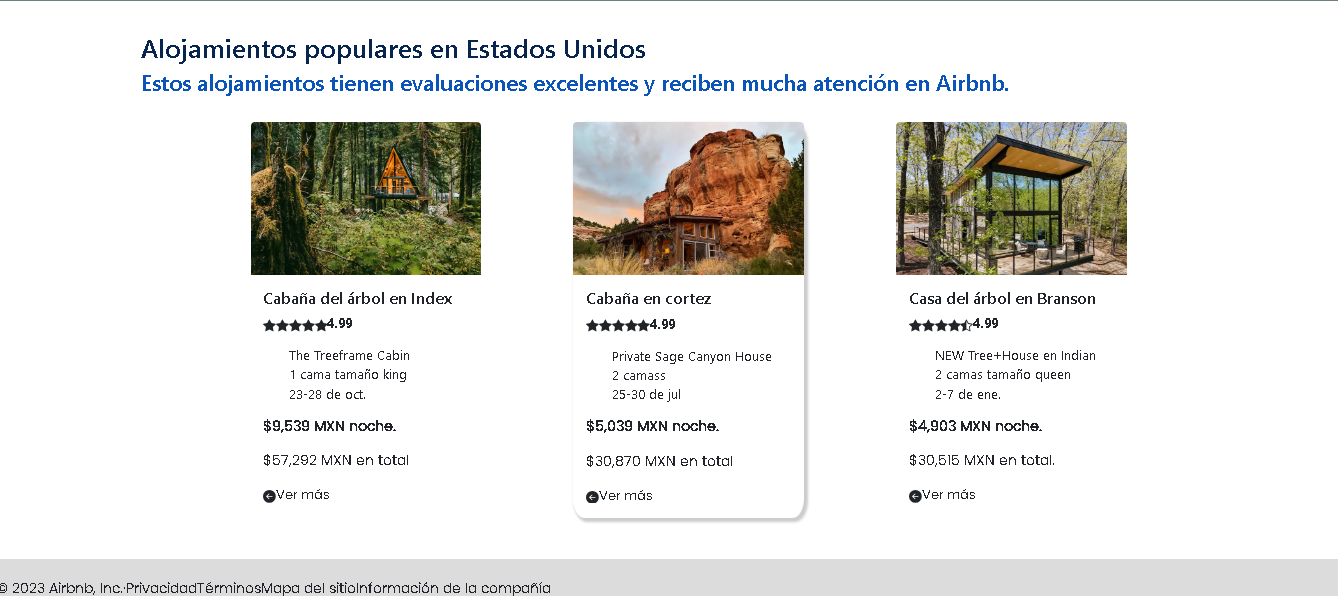 Alojamientos populares en Estados Unidos
Estos alojamientos tienen evaluaciones excelentes y reciben mucha atención en Airbnb.
Cabaña del árbol en Index
4.99
The Treeframe Cabin
1 cama tamaño king
23-28 de oct.
$9,539 MXN noche.
$57,292 MXN en total
Ver más
Cabaña en cortez
4.99
Private Sage Canyon House
2 camass
25-30 de jul
$5,039 MXN noche.
$30,870 MXN en total
Ver más
Casa del árbol en Branson
4.99
NEW Tree+House en Indian
2 camas tamaño queen
2-7 de ene.
$4,903 MXN noche.
$30,515 MXN en total.
Ver más
© 2023 Airbnb, Inc.·PrivacidadTérminosMapa del sitioInformación de la compañía